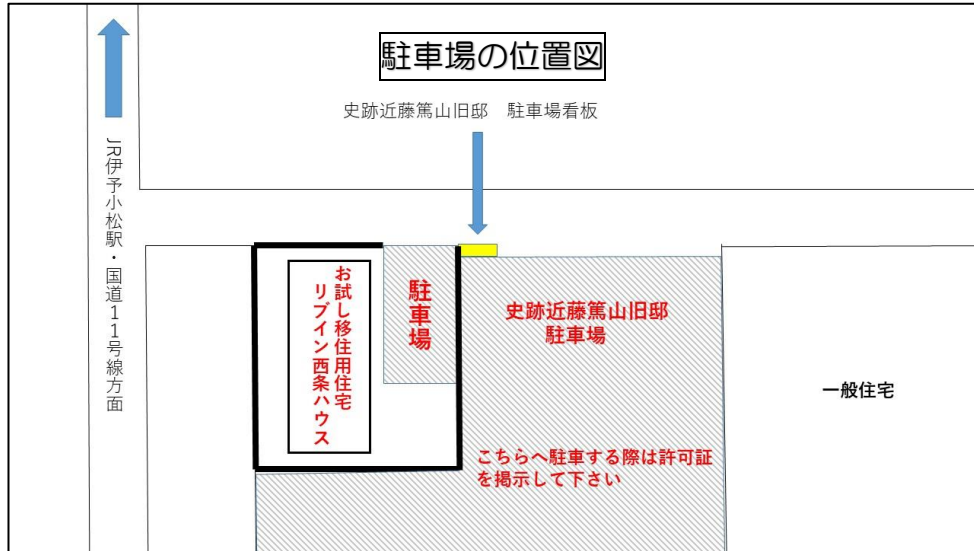 駐車場の位置図
史跡近藤篤山旧邸　駐車場看板
JR伊予小松駅・国道11号線方面
お試し移住用住宅
リブイン西条ハウス
駐車場
史跡近藤篤山旧邸
駐車場
一般住宅
こちらへ駐車する際は許可証
を掲示して下さい